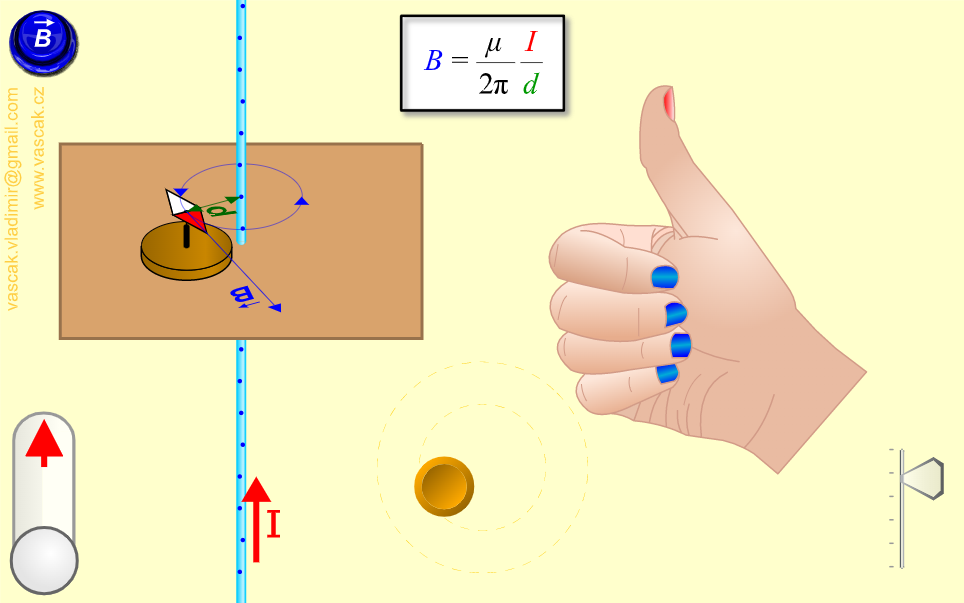 B
B = μ/2π I/d
vascak.vladimir@gmail.com
www.vascak.cz
d
B
I